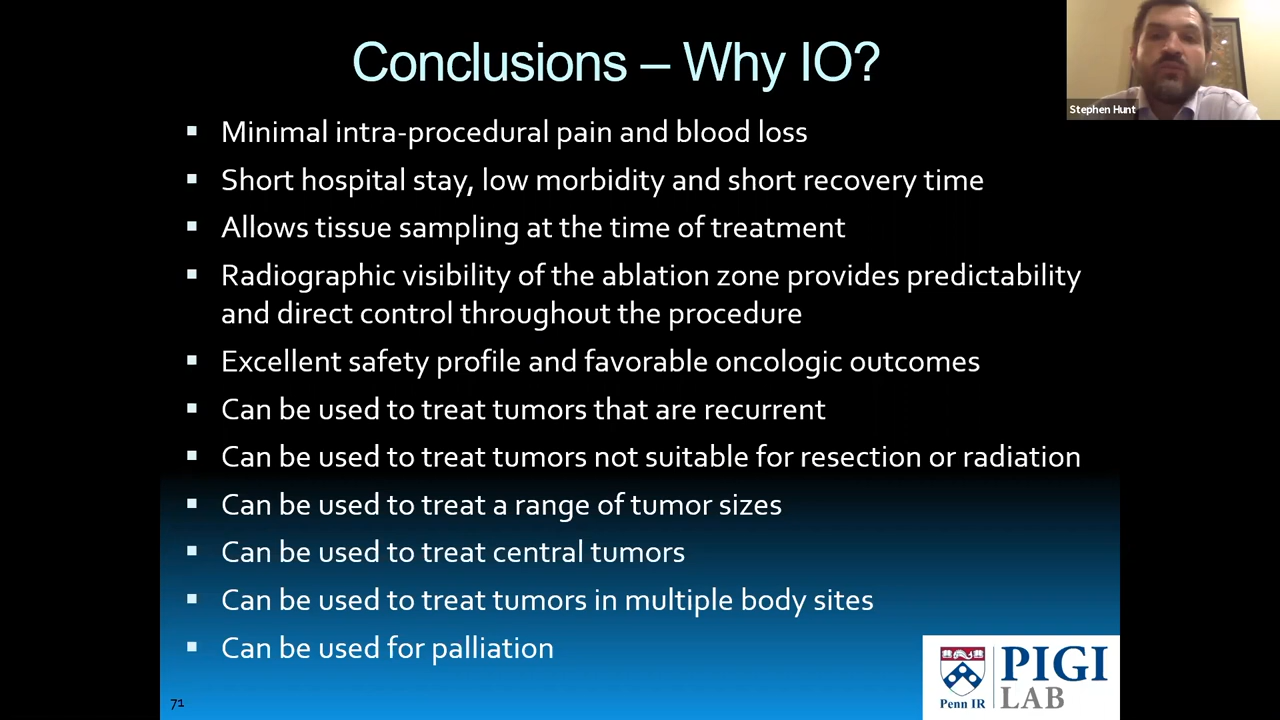 Conclusions – Why IO?
Stephen Hunt
▪ Minimal intra-procedural pain and blood loss
▪ Short hospital stay, low morbidity and short recovery time
▪ Allows tissue sampling at the time of treatment
▪ Radiographic visibility of the ablation zone provides predictability
and direct control throughout the procedure
▪ Excellent safety profile and favorable oncologic outcomes
▪ Can be used to treat tumors that are recurrent
▪ Can be used to treat tumors not suitable for resection or radiation
▪ Can be used to treat a range of tumor sizes
▪ Can be used to treat central tumors
▪ Can be used to treat tumors in multiple body sites
▪ Can be used for palliation
71
Penn IR
PIGI
LAB